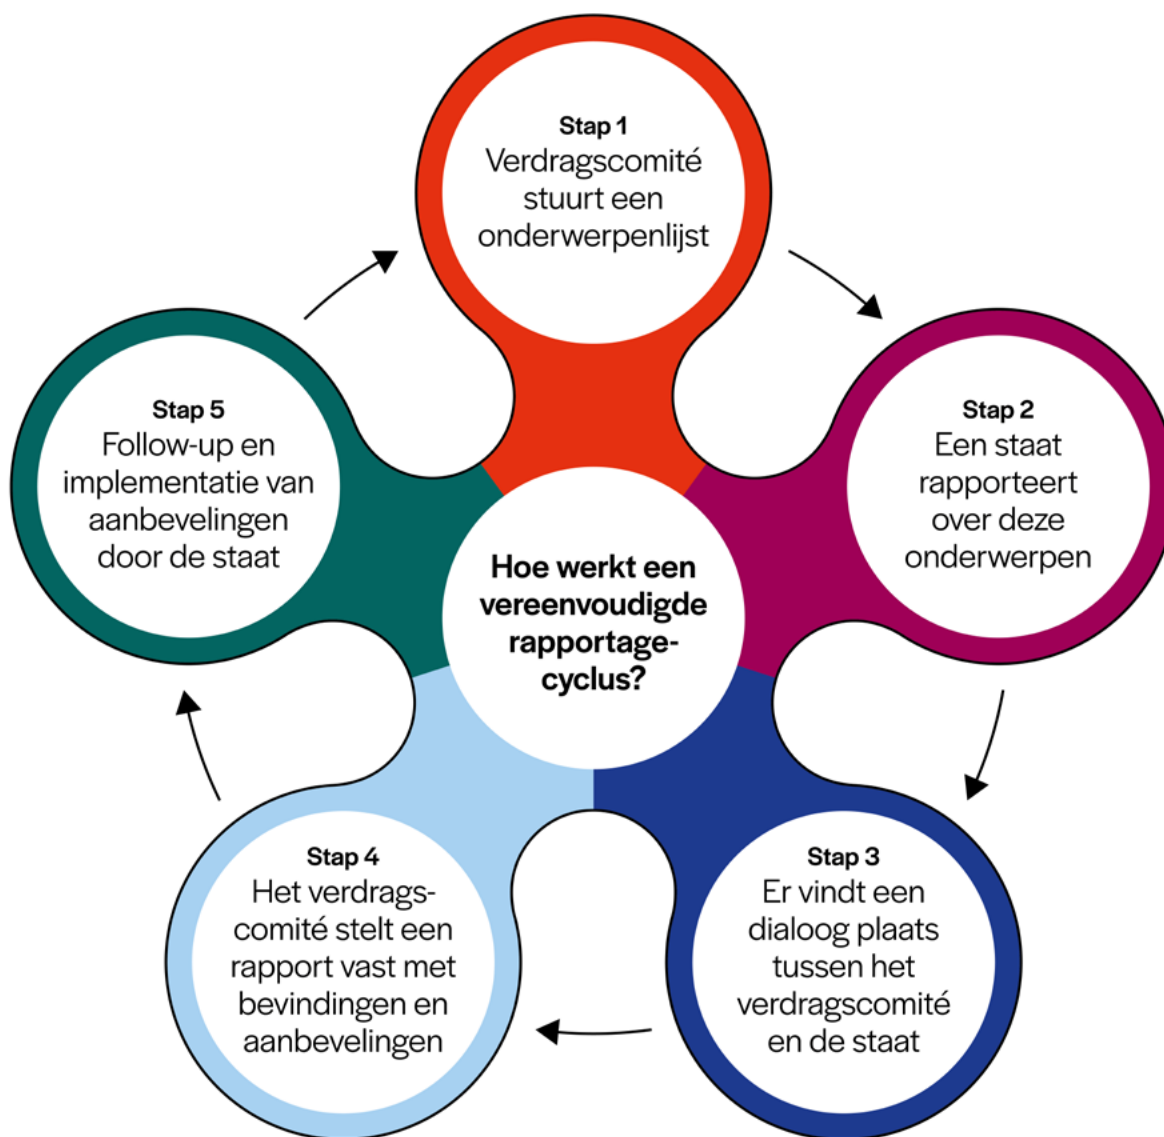 Stap 1
Verdragscomité
stuurt een
onderwerpenlijst
Stap 2
Een staat
rapporteert
over deze
onderwerpen
Stap 3
Er vindt een
dialoog plaats
tussen het
verdragscomité
en de staat
Stap 4
Het verdrags-
comité stelt een
rapport vast met
bevindingen en
aanbevelingen
Stap 5
Follow-up en
implementatie van
aanbevelingen
door de staat
Hoe werkt een
vereenvoudigde
rapportage-
cyclus?